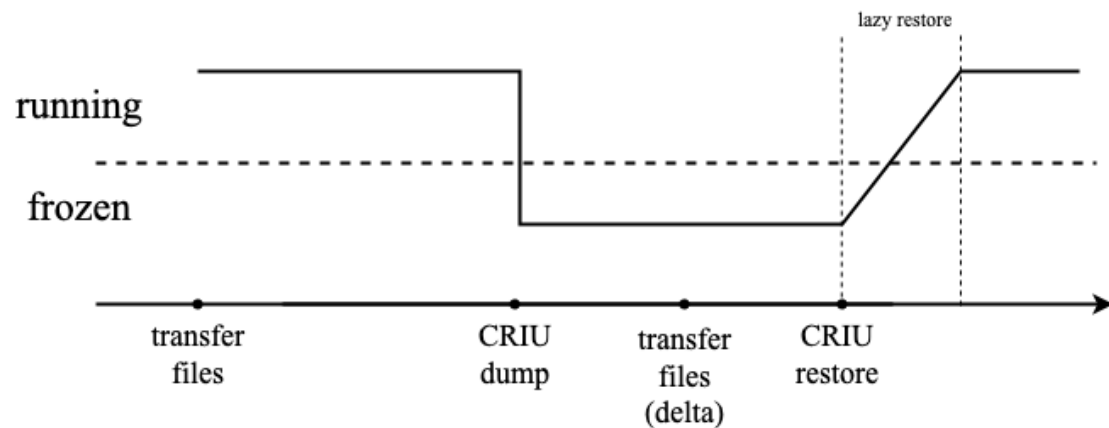 lazy restore
running
frozen
transfer
files
CRIU
dump
transfer
files
(delta)
CRIU
restore